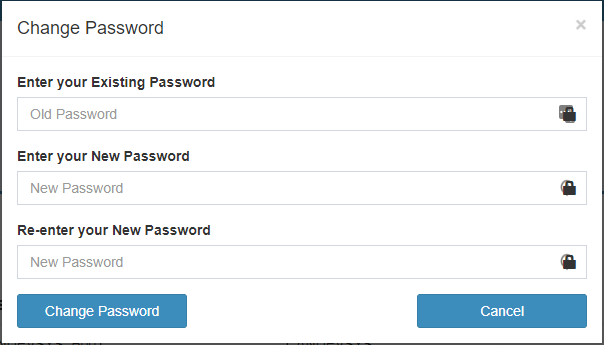 Change Password
×
Enter your Existing Password
Old Password
Enter your New Password
New Password
Re-enter your New Password
New Password
Change Password
Cancel